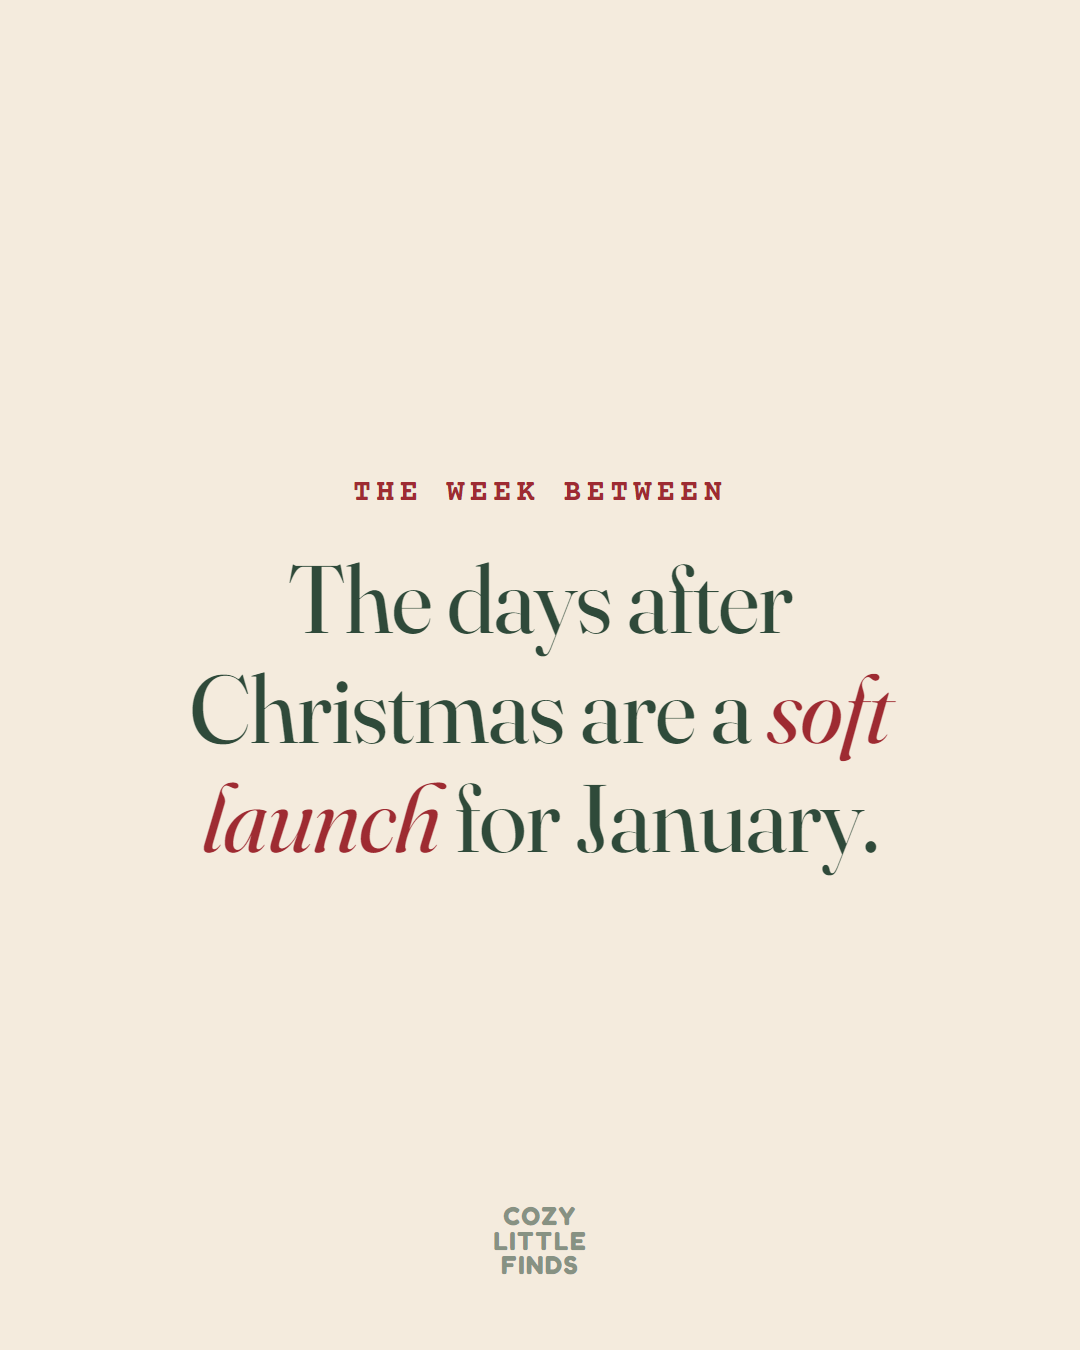 THE WEEK BETWEEN
The days after
Christmas are a soft
launch for January.
COZY
LITTLE
FINDS